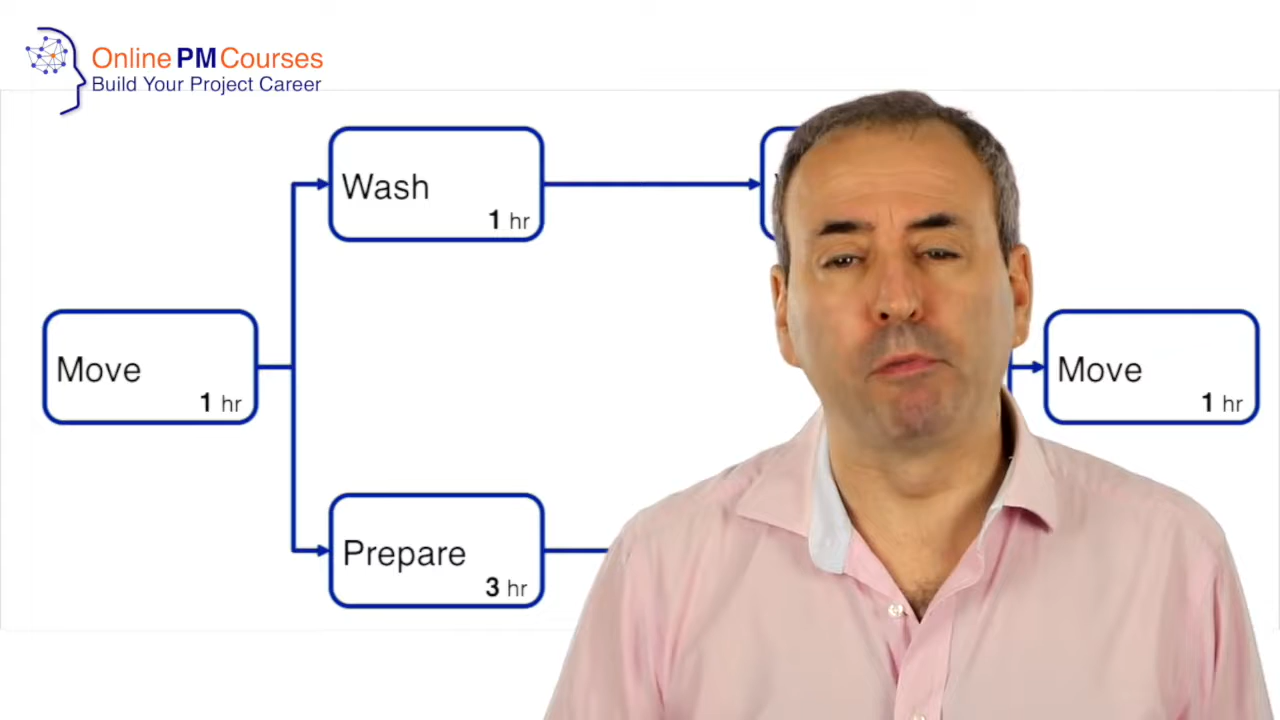 Online PM Courses
Build Your Project Career
Wash
1 hr
Move
1 hr
Move
1 hr
Prepare
3 hr